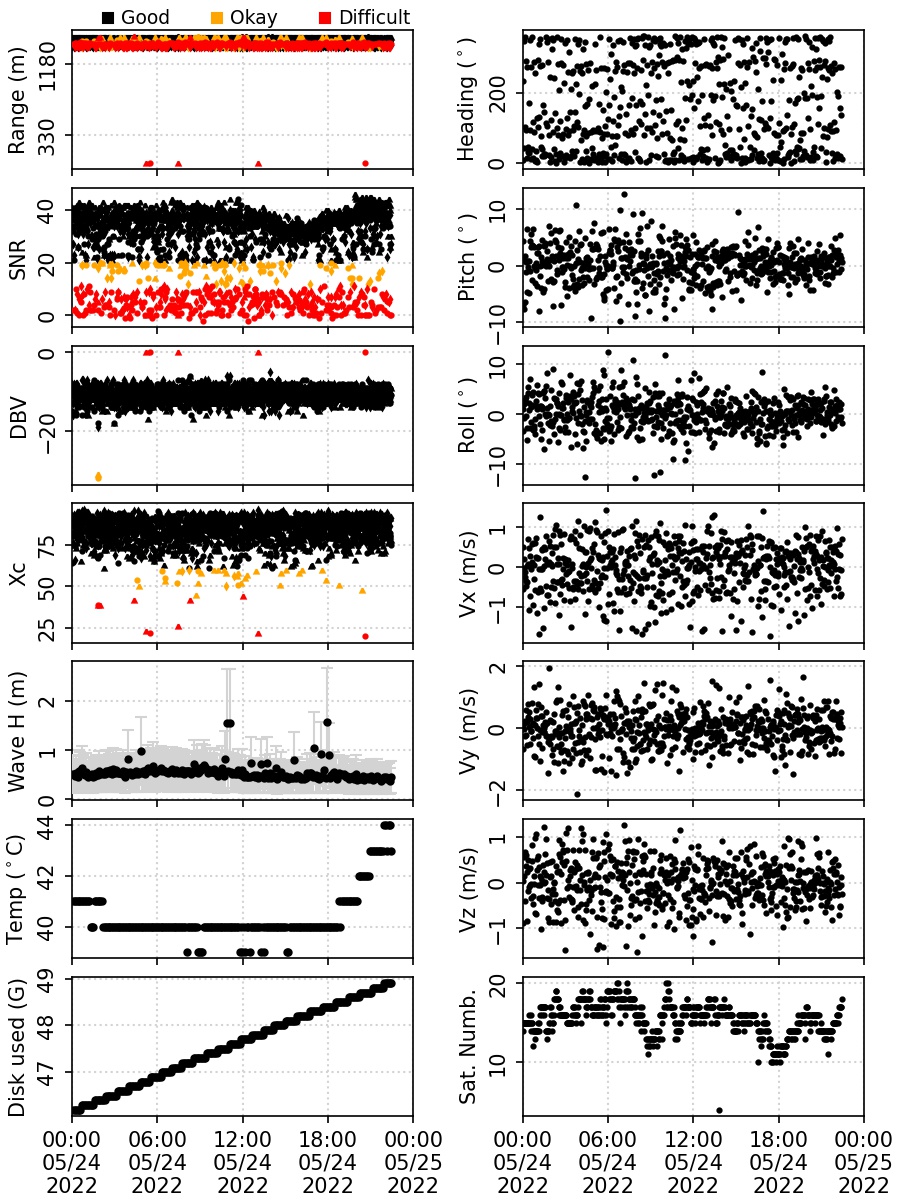 Good Okay Difficult
Range (m)
1180
330
Heading (°)
200
0
SNR
40
20
0
Pitch (°)
10
0
−10
DBV
0
−20
Roll (°)
10
0
−10
Xc
75
50
25
Vx (m/s)
1
0
−1
Wave H (m)
2
1
0
Vy (m/s)
2
0
−2
Temp (°C)
44
42
40
Vz (m/s)
1
0
−1
Disk used (G)
49
48
47
Sat. Numb.
20
10
00:00 06:00 12:00 18:00 00:00
05/24 05/24 05/24 05/24 05/25
2022 2022 2022 2022 2022
00:00 06:00 12:00 18:00 00:00
05/24 05/24 05/24 05/24 05/25
2022 2022 2022 2022 2022